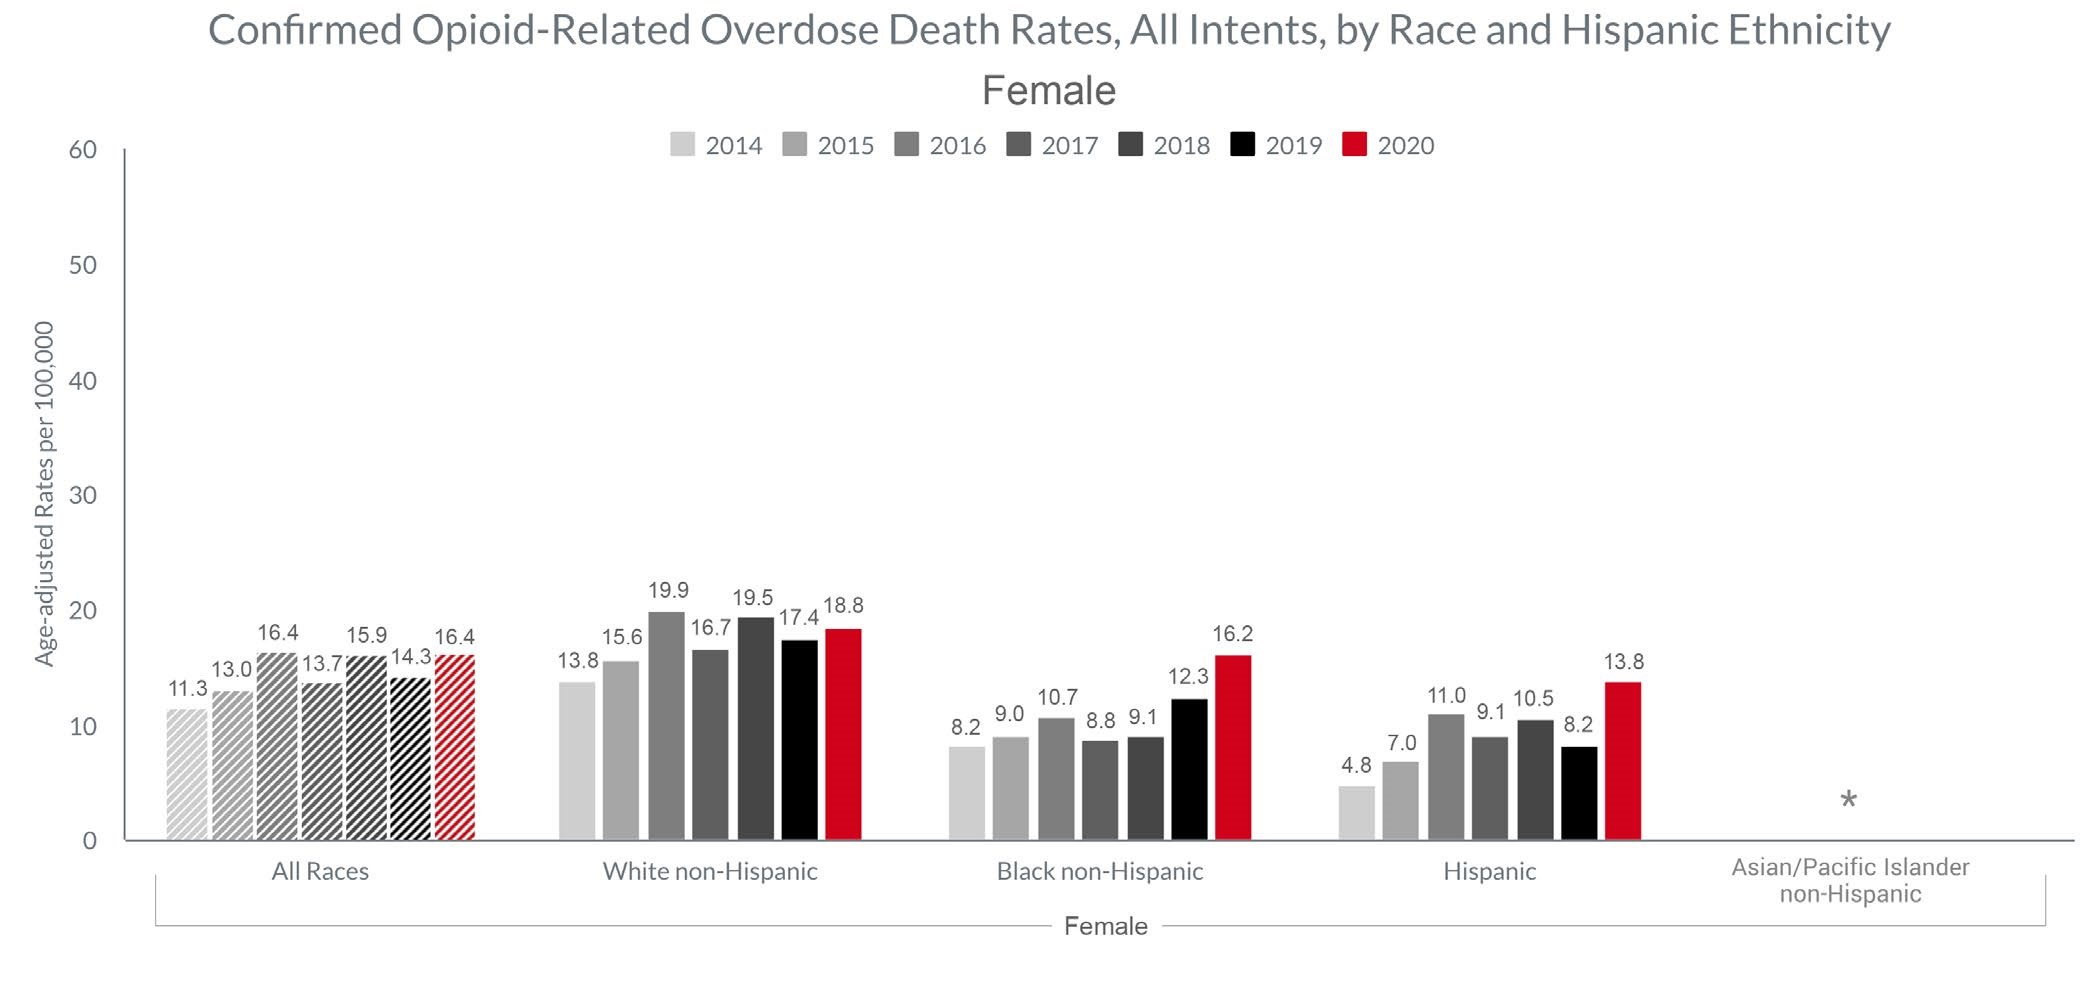 Confirmed Opioid-Related Overdose Death Rates, All Intents, by Race and Hispanic Ethnicity
Female
2014 2015 2016 2017 2018 2019 2020
Age-adjusted Rates per 100,000
60
50
40
30
20
10
0
11.3 13.0 16.4 13.7 15.9 14.3 16.4
13.8 15.6 19.9 16.7 19.5 17.4 18.8
8.2 9.0 10.7 8.8 9.1 12.3 16.2
4.8 7.0 11.0 9.1 10.5 8.2 13.8
*
All Races
White non-Hispanic
Black non-Hispanic
Hispanic
Asian/Pacific Islander
non-Hispanic
Female